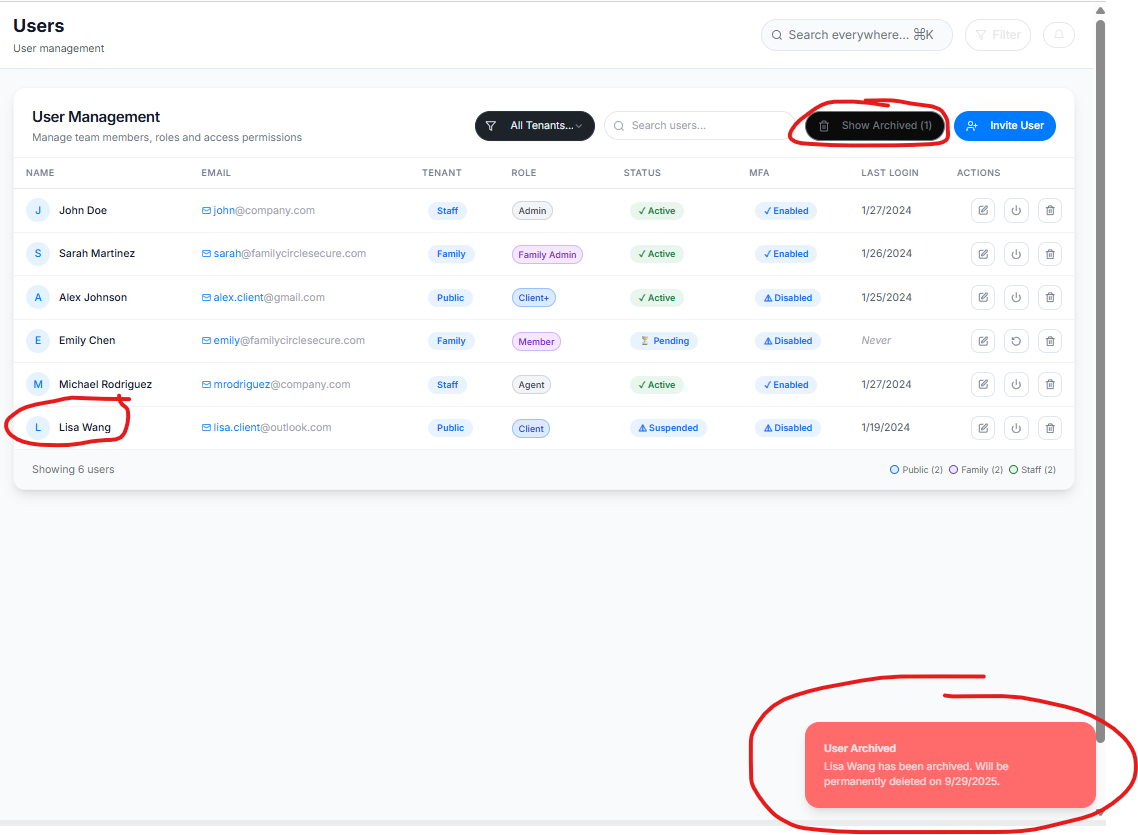 Users
User management
Search everywhere... ⌘K
Filter
User Management
Manage team members, roles and access permissions
All Tenants...
Search users...
Show Archived (1)
Invite User
NAME EMAIL TENANT ROLE STATUS MFA LAST LOGIN ACTIONS
J John Doe john@company.com Staff Admin ✓ Active ✓ Enabled 1/27/2024
S Sarah Martinez sarah@familycirclesecure.com Family Family Admin ✓ Active ✓ Enabled 1/26/2024
A Alex Johnson alex.client@gmail.com Public Client+ ✓ Active ⚠ Disabled 1/25/2024
E Emily Chen emily@familycirclesecure.com Family Member ⏳ Pending ⚠ Disabled Never
M Michael Rodriguez mrodriguez@company.com Staff Agent ✓ Active ✓ Enabled 1/27/2024
L Lisa Wang lisa.client@outlook.com Public Client ⚠ Suspended ⚠ Disabled 1/19/2024
Showing 6 users
Public (2) Family (2) Staff (2)
User Archived
Lisa Wang has been archived. Will be
permanently deleted on 9/29/2025.